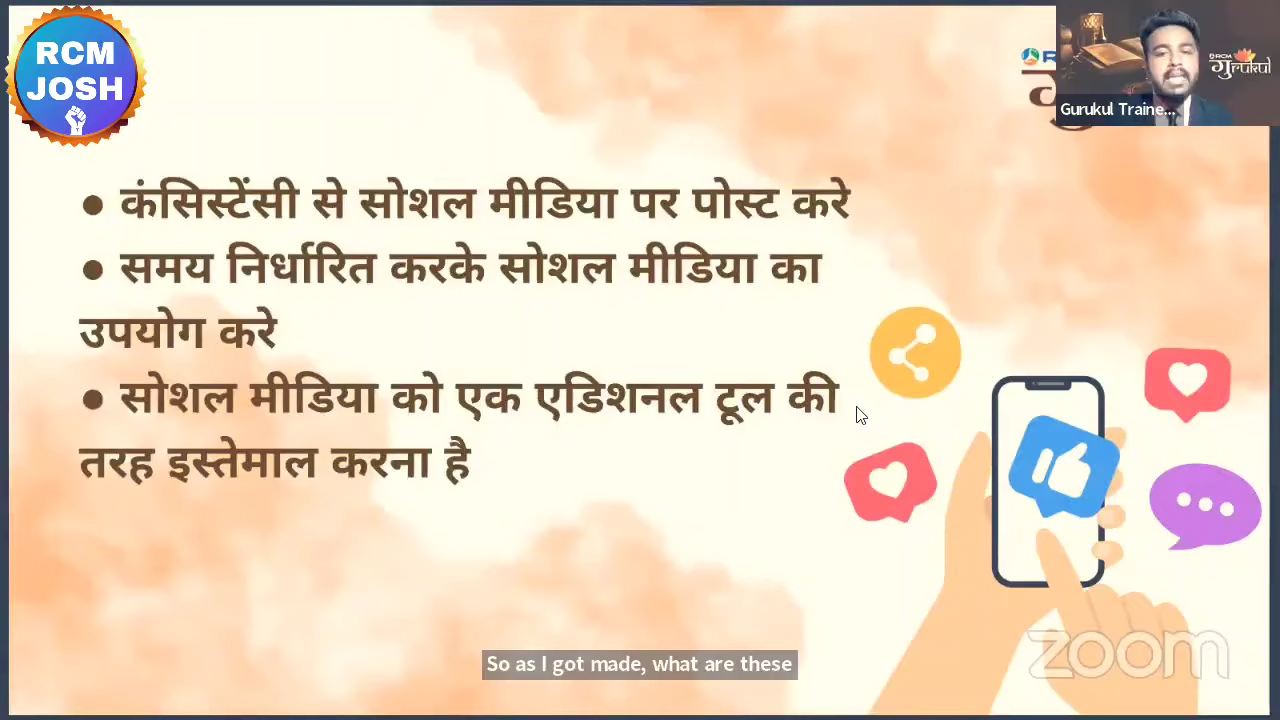 RCM
JOSH
RCM
गुरुकुल
Gurukul Traine...
● कंसिस्टेंसी से सोशल मीडिया पर पोस्ट करे
● समय निर्धारित करके सोशल मीडिया का
उपयोग करे
● सोशल मीडिया को एक एडिशनल टूल की
तरह इस्तेमाल करना है
So as I got made, what are these
zoom